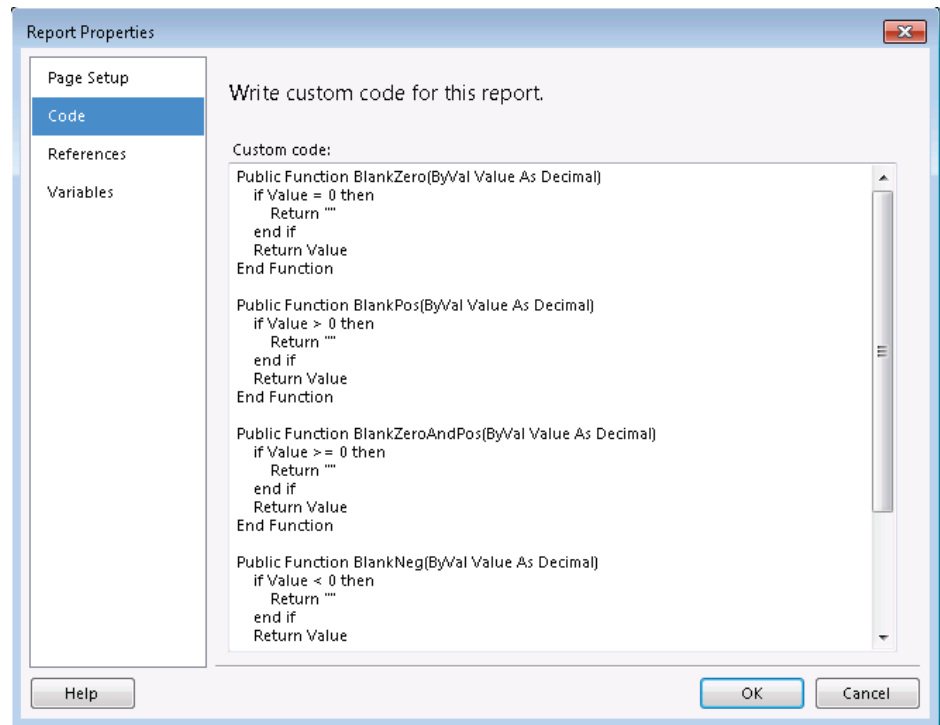 Report Properties
Page Setup
Code
References
Variables
Write custom code for this report.
Custom code:
Public Function BlankZero(ByVal Value As Decimal)
if Value = 0 then
Return ""
end if
Return Value
End Function
Public Function BlankPos(ByVal Value As Decimal)
if Value > 0 then
Return ""
end if
Return Value
End Function
Public Function BlankZeroAndPos(ByVal Value As Decimal)
if Value >= 0 then
Return ""
end if
Return Value
End Function
Public Function BlankNeg(ByVal Value As Decimal)
if Value < 0 then
Return ""
end if
Return Value
Help
OK
Cancel